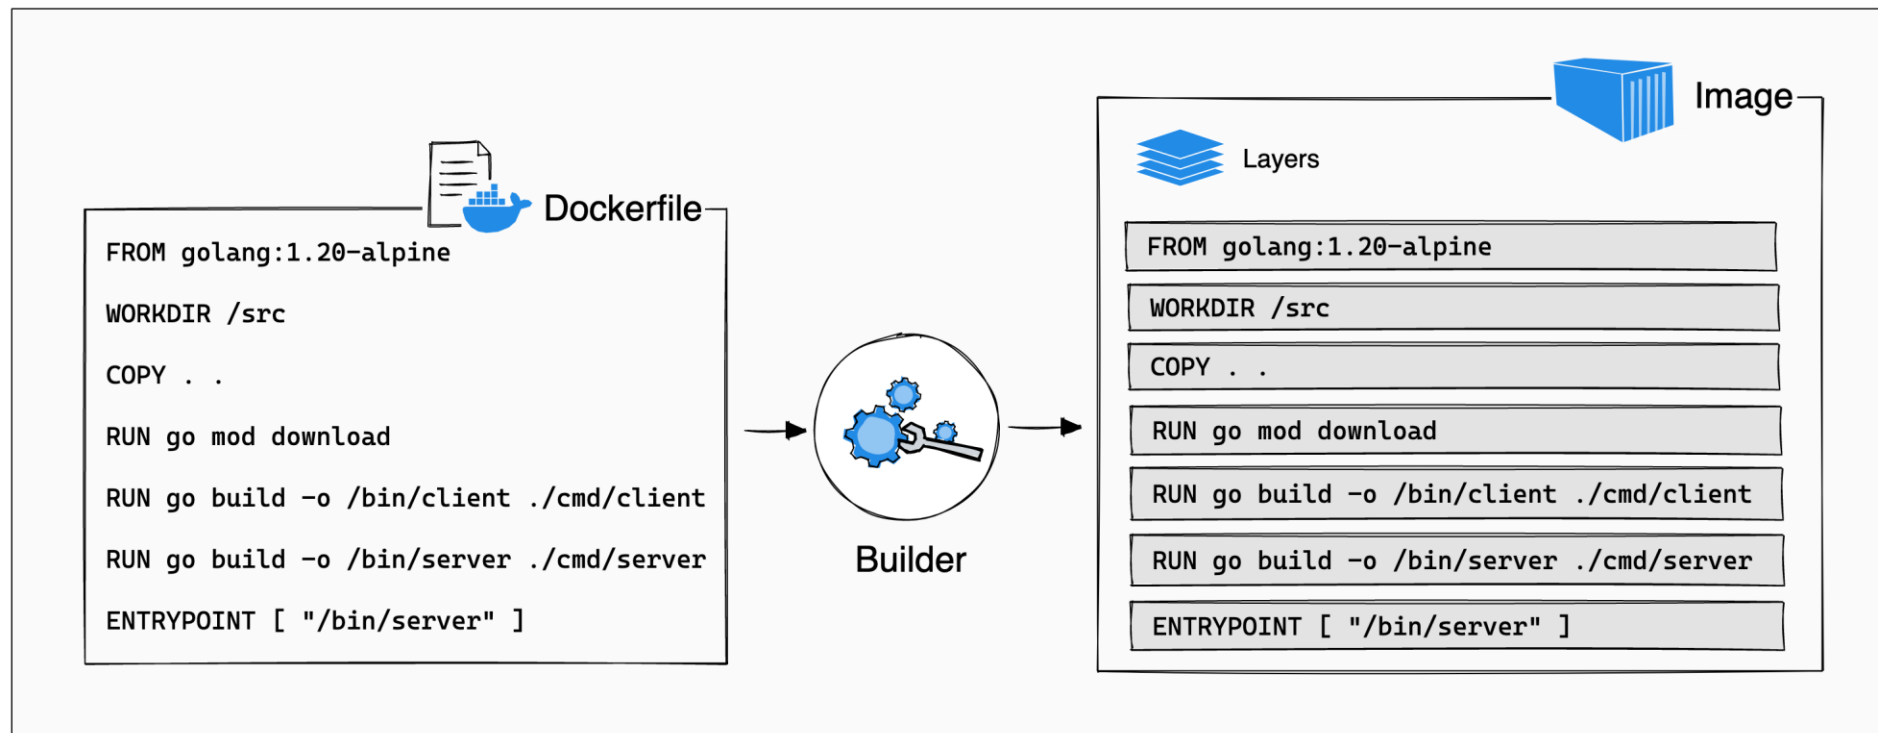 Dockerfile
FROM golang:1.20-alpine
WORKDIR /src
COPY . .
RUN go mod download
RUN go build -o /bin/client ./cmd/client
RUN go build -o /bin/server ./cmd/server
ENTRYPOINT [ "/bin/server" ]
Builder
Image
Layers
FROM golang:1.20-alpine
WORKDIR /src
COPY . .
RUN go mod download
RUN go build -o /bin/client ./cmd/client
RUN go build -o /bin/server ./cmd/server
ENTRYPOINT [ "/bin/server" ]